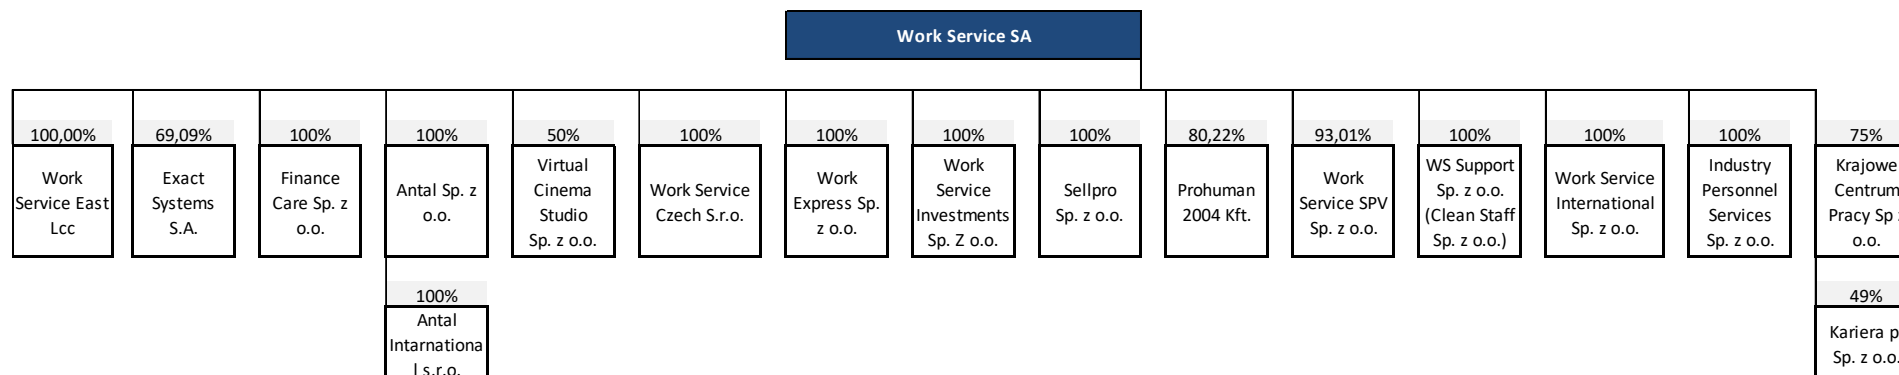 Work Service SA
100,00%
Work
Service East
Lcc
69,09%
Exact
Systems
S.A.
100%
Finance
Care Sp. z
o.o.
100%
Antal Sp. z
o.o.
50%
Virtual
Cinema
Studio
Sp. z o.o.
100%
Work Service
Czech S.r.o.
100%
Work
Express Sp.
z o.o.
100%
Work
Service
Investments
Sp. Z o.o.
100%
Sellpro
Sp. z o.o.
80,22%
Prohuman
2004 Kft.
93,01%
Work
Service SPV
Sp. z o.o.
100%
WS Support
Sp. z o.o.
(Clean Staff
Sp. z o.o.)
100%
Work Service
International
Sp. z o.o.
100%
Industry
Personnel
Services
Sp. z o.o.
75%
Krajowe
Centrum
Pracy Sp z
o.o.
100%
Antal
Intarnationa
l s.r.o.
49%
Kariera p
Sp. z o.o.